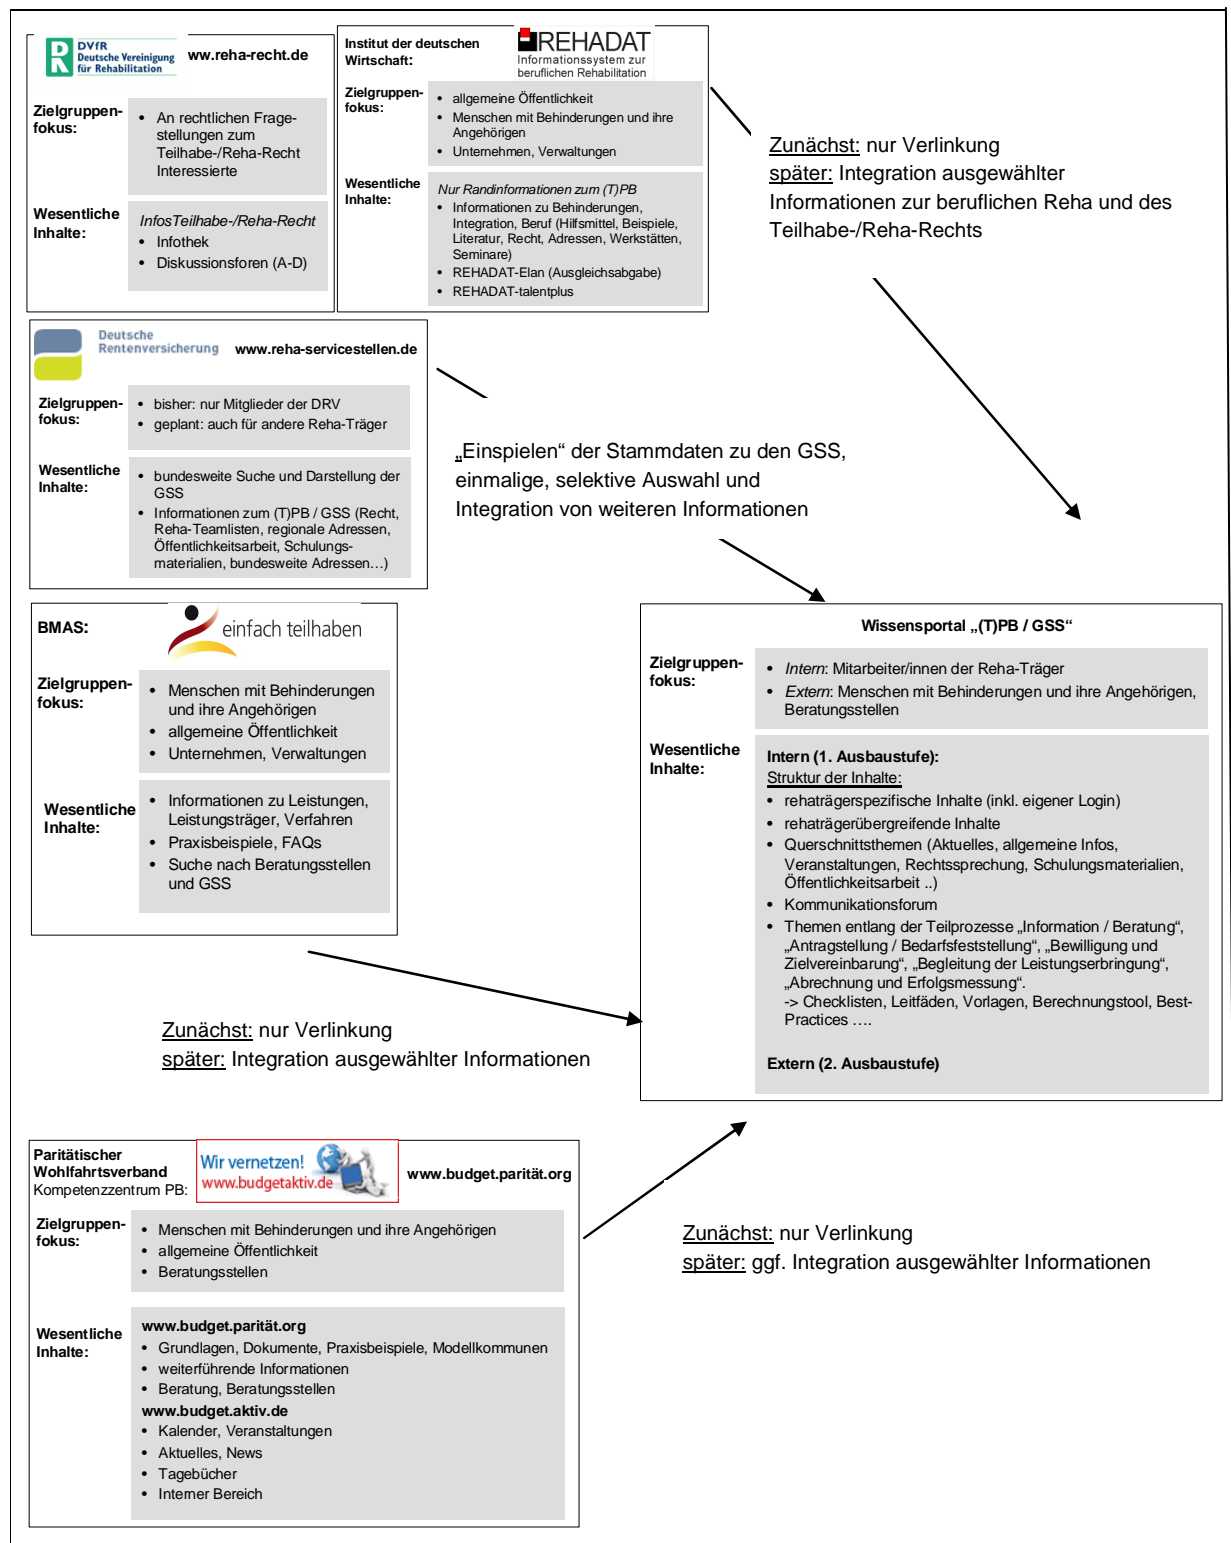 DVfR
Deutsche Vereinigung
für Rehabilitation
ww.reha-recht.de
Zielgruppen-
fokus:
• An rechtlichen Frage-
stellungen zum
Teilhabe-/Reha-Recht
Interessierte
Wesentliche
Inhalte:
InfosTeilhabe-/Reha-Recht
• Infothek
• Diskussionsforen (A-D)
Institut der deutschen
Wirtschaft:
REHADAT
Informationssystem zur
beruflichen Rehabilitation
Zielgruppen-
fokus:
• allgemeine Öffentlichkeit
• Menschen mit Behinderungen und ihre
Angehörigen
• Unternehmen, Verwaltungen
Wesentliche
Inhalte:
Nur Randinformationen zum (T)PB
• Informationen zu Behinderungen,
Integration, Beruf (Hilfsmittel, Beispiele,
Literatur, Recht, Adressen, Werkstätten,
Seminare)
• REHADAT-Elan (Ausgleichsabgabe)
• REHADAT-talentplus
Zunächst: nur Verlinkung
später: Integration ausgewählter
Informationen zur beruflichen Reha und des
Teilhabe-/Reha-Rechts
Deutsche
Rentenversicherung
www.reha-servicestellen.de
Zielgruppen-
fokus:
• bisher: nur Mitglieder der DRV
• geplant: auch für andere Reha-Träger
Wesentliche
Inhalte:
• bundesweite Suche und Darstellung der
GSS
• Informationen zum (T)PB / GSS (Recht,
Reha-Teamlisten, regionale Adressen,
Öffentlichkeitsarbeit, Schulungs-
materialien, bundesweite Adressen…)
„Einspielen“ der Stammdaten zu den GSS,
einmalige, selektive Auswahl und
Integration von weiteren Informationen
BMAS:
einfach teilhaben
Zielgruppen-
fokus:
• Menschen mit Behinderungen
und ihre Angehörigen
• allgemeine Öffentlichkeit
• Unternehmen, Verwaltungen
Wesentliche
Inhalte:
• Informationen zu Leistungen,
Leistungsträger, Verfahren
• Praxisbeispiele, FAQs
• Suche nach Beratungsstellen
und GSS
Zunächst: nur Verlinkung
später: Integration ausgewählter Informationen
Wissensportal „(T)PB / GSS“
Zielgruppen-
fokus:
• Intern: Mitarbeiter/innen der Reha-Träger
• Extern: Menschen mit Behinderungen und ihre Angehörigen,
Beratungsstellen
Wesentliche
Inhalte:
Intern (1. Ausbaustufe):
Struktur der Inhalte:
• rehaträgerspezifische Inhalte (inkl. eigener Login)
• rehaträgerübergreifende Inhalte
• Querschnittsthemen (Aktuelles, allgemeine Infos,
Veranstaltungen, Rechtssprechung, Schulungsmaterialien,
Öffentlichkeitsarbeit ..)
• Kommunikationsforum
• Themen entlang der Teilprozesse „Information / Beratung“,
„Antragstellung / Bedarfsfeststellung“, „Bewilligung und
Zielvereinbarung“, „Begleitung der Leistungserbringung“,
„Abrechnung und Erfolgsmessung“.
-> Checklisten, Leitfäden, Vorlagen, Berechnungstool, Best-
Practices ….
Extern (2. Ausbaustufe)
Paritätischer
Wohlfahrtsverband
Kompetenzzentrum PB:
Wir vernetzen!
www.budgetaktiv.de
www.budget.parität.org
Zielgruppen-
fokus:
• Menschen mit Behinderungen und ihre Angehörigen
• allgemeine Öffentlichkeit
• Beratungsstellen
Wesentliche
Inhalte:
www.budget.parität.org
• Grundlagen, Dokumente, Praxisbeispiele, Modellkommunen
• weiterführende Informationen
• Beratung, Beratungsstellen
www.budget.aktiv.de
• Kalender, Veranstaltungen
• Aktuelles, News
• Tagebücher
• Interner Bereich
Zunächst: nur Verlinkung
später: ggf. Integration ausgewählter Informationen